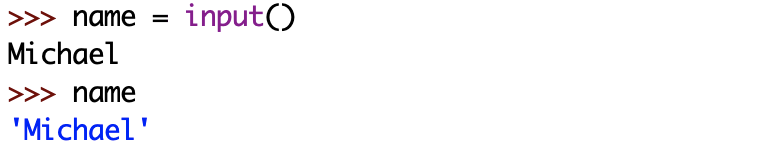 >>> name = input()
Michael
>>> name
'Michael'